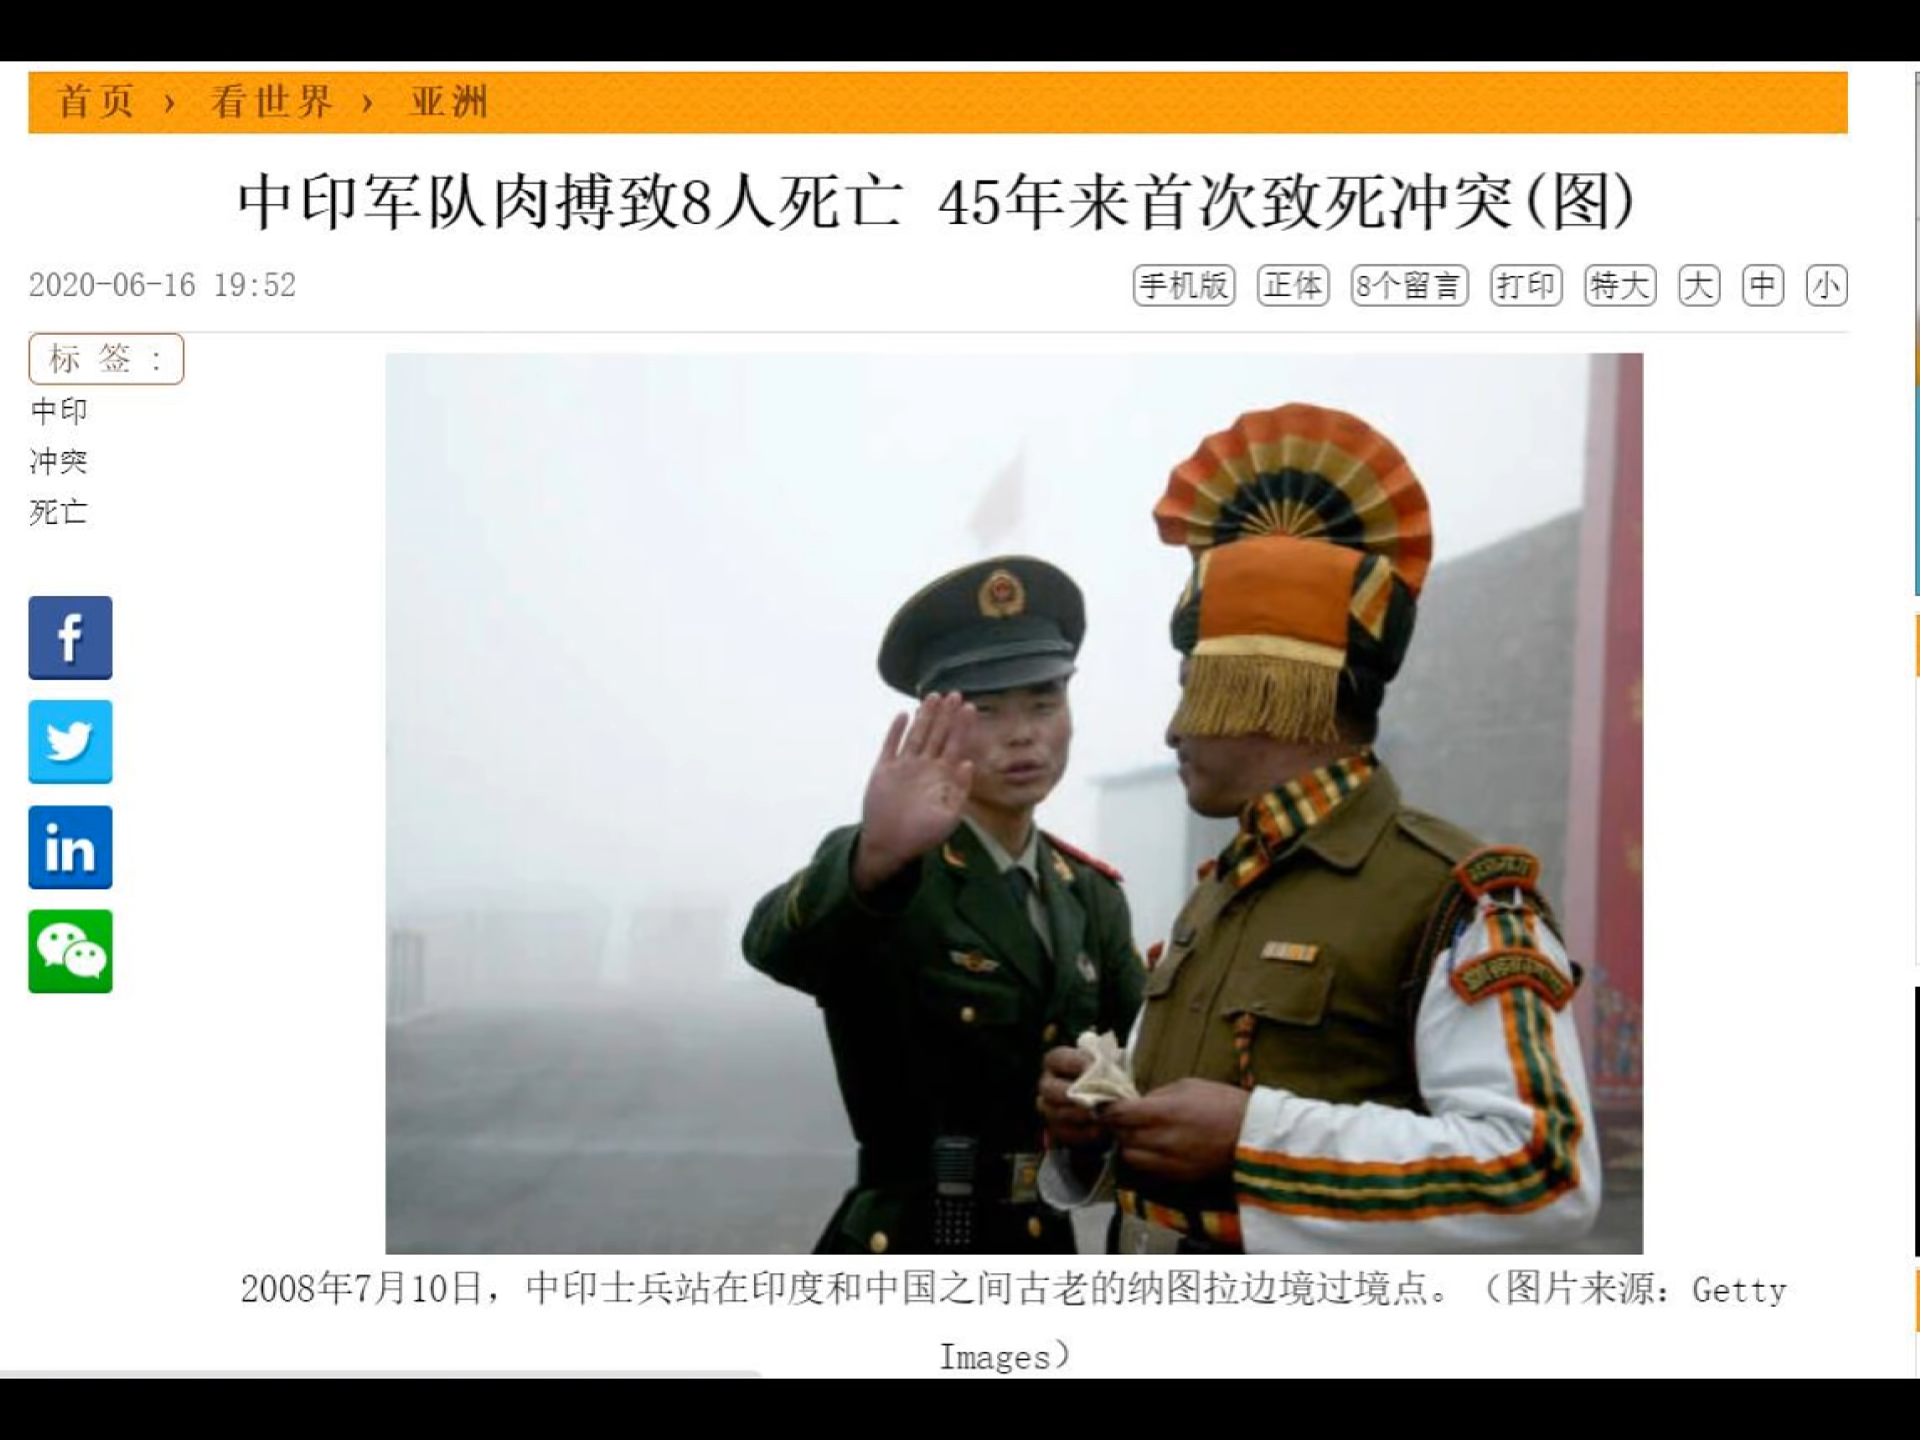 首页 › 看世界 › 亚洲
中印军队肉搏致8人死亡 45年来首次致死冲突(图)
2020-06-16 19:52
手机版 正体 8个留言 打印 特大 大 中 小
标 签 :
中印
冲突
死亡
f
in
2008年7月10日，中印士兵站在印度和中国之间古老的纳图拉边境过境点。（图片来源：Getty
Images）